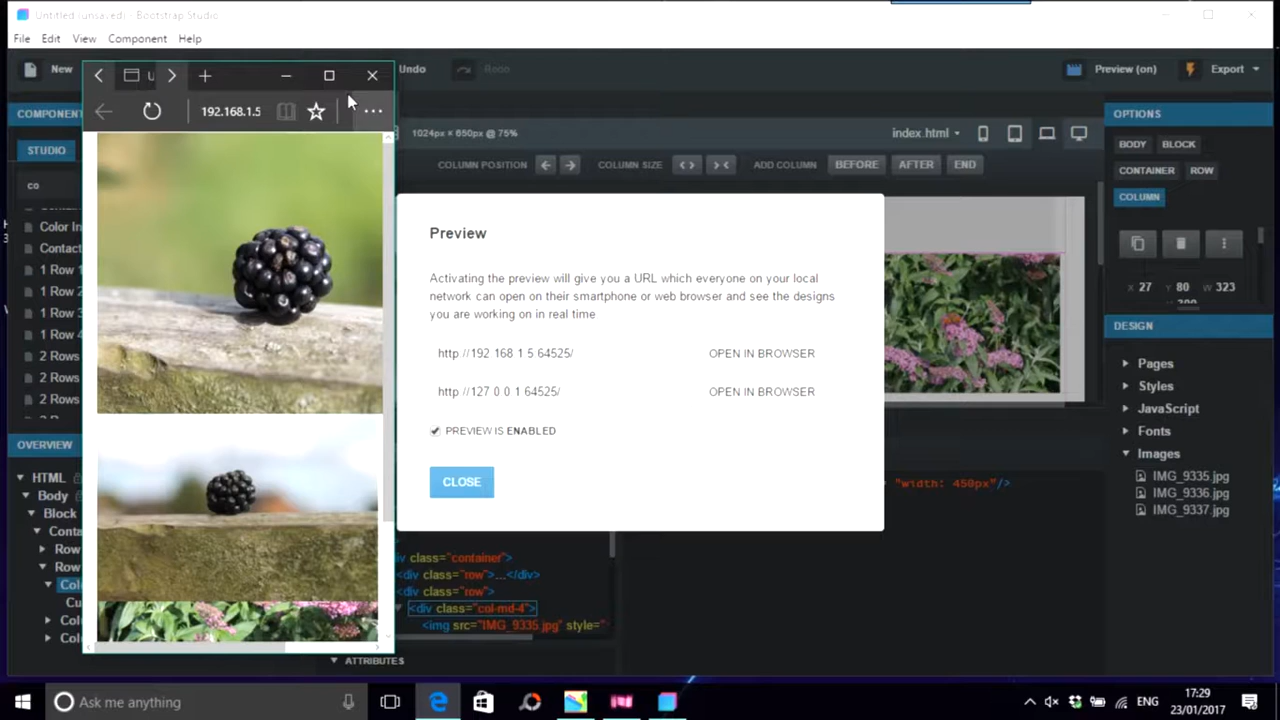 Untitled (unsaved) - Bootstrap Studio
File Edit View Component Help
New
Undo
Redo
Preview (on)
Export
192.168.1.5
COMPONE
STUDIO
co
Color In
Contact
1 Row
1 Row
1 Row 3
1 Row 4
2 Rows
2 Rows
2 Rows
1024px × 650px @ 75%
index.html
COLUMN POSITION
COLUMN SIZE
ADD COLUMN
BEFORE
AFTER
END
Preview
Activating the preview will give you a URL which everyone on your local
network can open on their smartphone or web browser and see the designs
you are working on in real time
http //192 168 1 5 64525/ OPEN IN BROWSER
http //127 0 0 1 64525/ OPEN IN BROWSER
PREVIEW IS ENABLED
CLOSE
OPTIONS
BODY BLOCK
CONTAINER ROW
COLUMN
X 27 Y 80 W 323
DESIGN
Pages
Styles
JavaScript
Fonts
Images
IMG_9335.jpg
IMG_9336.jpg
IMG_9337.jpg
OVERVIEW
HTML
Body
Block
Conta
Row
Row
Colo
Cu
Co
Co
"width: 450px"/>
iv class="container">
<div class="row">...</div>
<div class="row">
<div class="col-md-4">
<img src="IMG_9335.jpg" style="
ATTRIBUTES
Ask me anything
ENG
17:29
23/01/2017